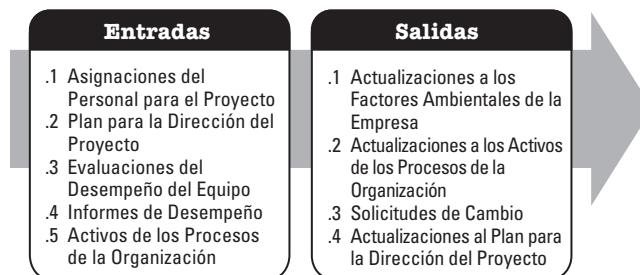 Entradas
.1 Asignaciones del
Personal para el Proyecto
.2 Plan para la Dirección del
Proyecto
.3 Evaluaciones del
Desempeño del Equipo
.4 Informes de Desempeño
.5 Activos de los Procesos
de la Organización
Salidas
.1 Actualizaciones a los
Factores Ambientales de la
Empresa
.2 Actualizaciones a los Activos
de los Procesos de la
Organización
.3 Solicitudes de Cambio
.4 Actualizaciones al Plan para
la Dirección del Proyecto